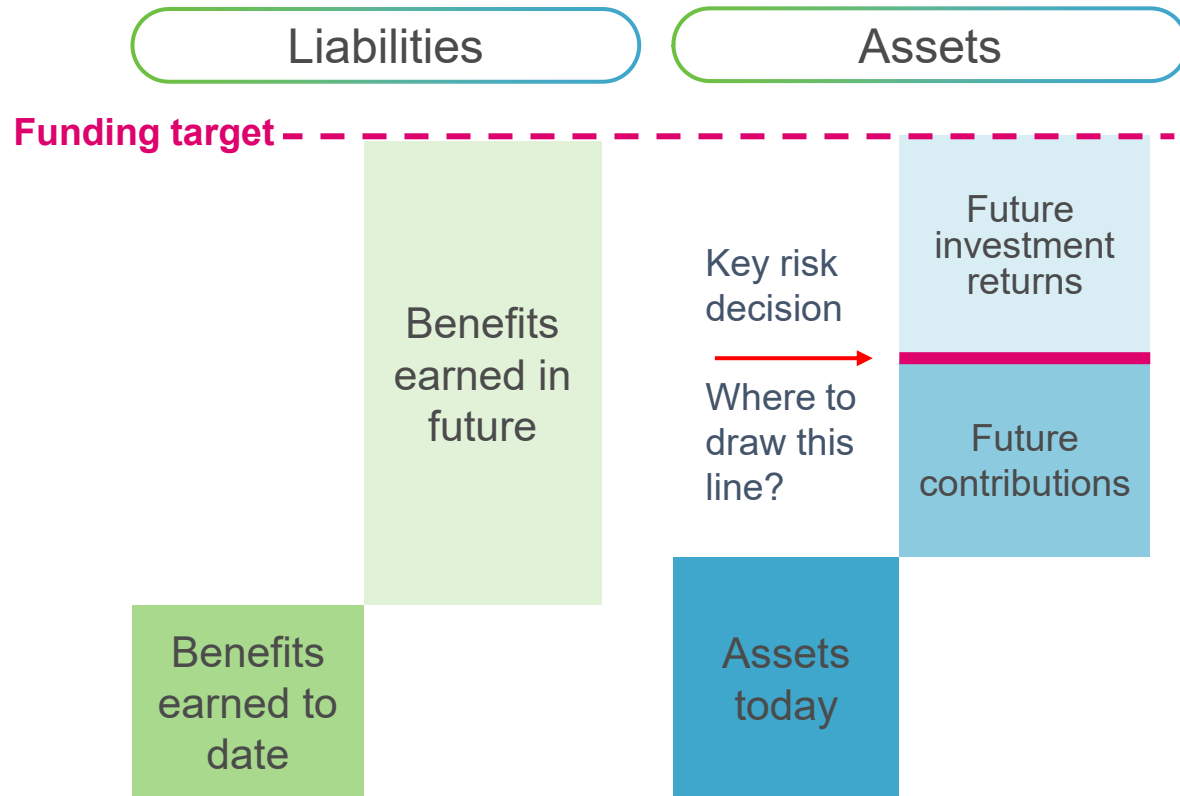 Liabilities
Assets
Funding target
Benefits
earned in
future
Benefits
earned to
date
Key risk
decision
Where to
draw this
line?
Future
investment
returns
Future
contributions
Assets
today